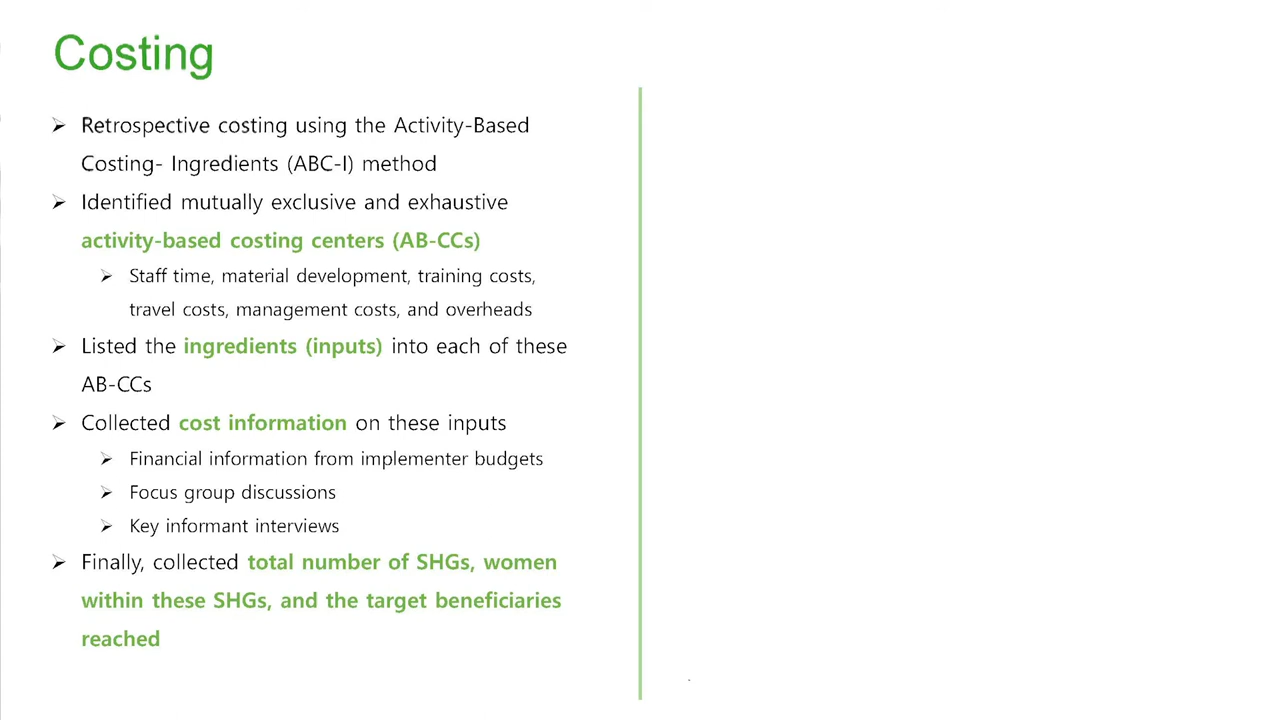 Costing
Retrospective costing using the Activity-Based
Costing- Ingredients (ABC-I) method
Identified mutually exclusive and exhaustive
activity-based costing centers (AB-CCs)
Staff time, material development, training costs,
travel costs, management costs, and overheads
Listed the ingredients (inputs) into each of these
AB-CCs
Collected cost information on these inputs
Financial information from implementer budgets
Focus group discussions
Key informant interviews
Finally, collected total number of SHGs, women
within these SHGs, and the target beneficiaries
reached